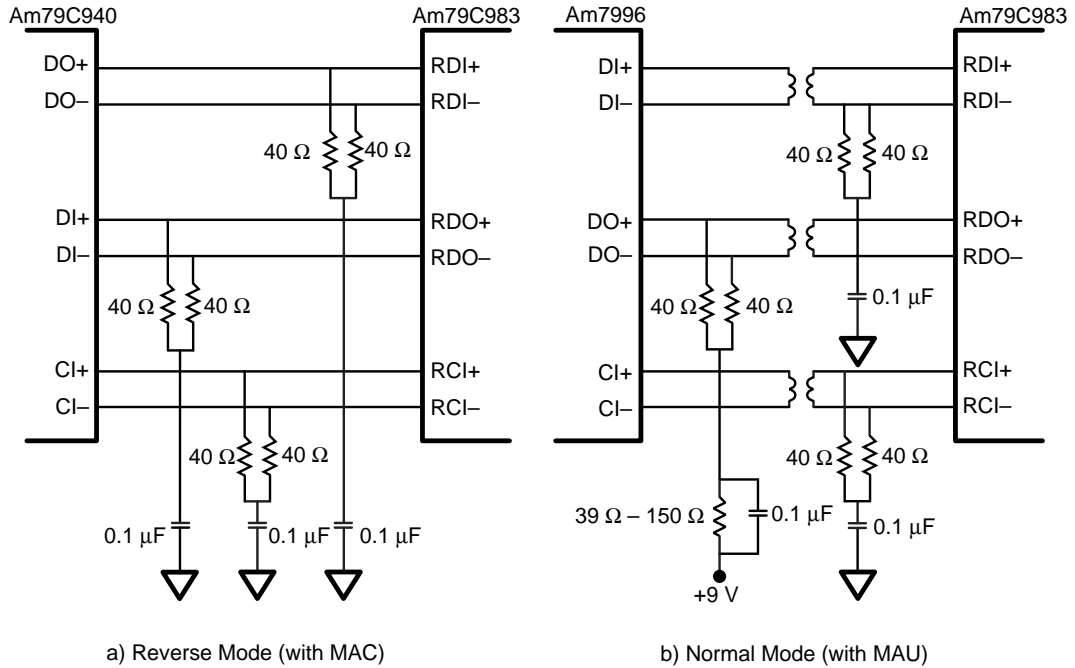 Am79C940
Am79C983
DO+
RDI+
DO–
RDI–
40 Ω
40 Ω
DI+
RDO+
DI–
RDO–
40 Ω
40 Ω
CI+
RCI+
CI–
RCI–
40 Ω
40 Ω
0.1 µF
0.1 µF
0.1 µF
a) Reverse Mode (with MAC)
Am7996
Am79C983
DI+
RDI+
DI–
RDI–
40 Ω
40 Ω
DO+
RDO+
DO–
RDO–
40 Ω
40 Ω
0.1 µF
CI+
RCI+
CI–
RCI–
40 Ω
40 Ω
39 Ω – 150 Ω
0.1 µF
0.1 µF
+9 V
b) Normal Mode (with MAU)